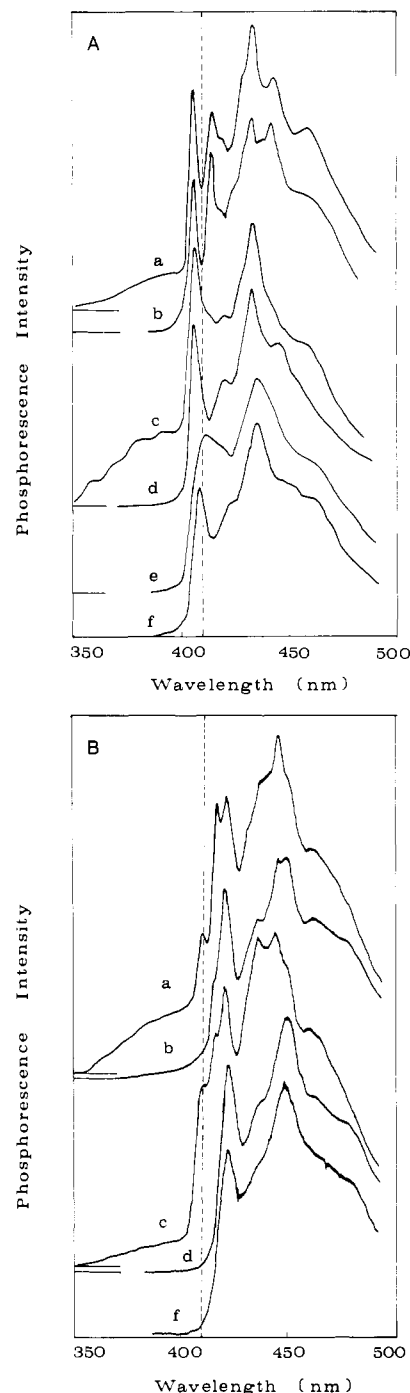 A
Phosphorescence Intensity
a
b
c
d
e
f
350 400 450 500
Wavelength (nm)
B
Phosphorescence Intensity
a
b
c
d
f
350 400 450 500
Wavelength (nm)